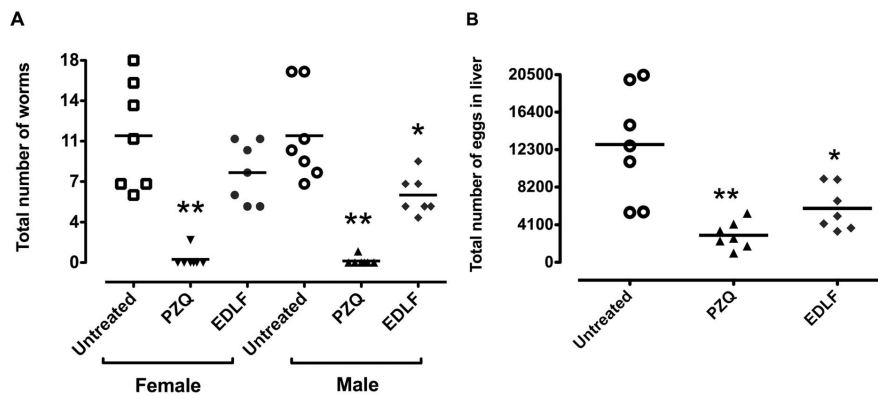 A
Total number of worms
18
14
11
7
4
0
**
**
*
Untreated
PZQ
EDLF
Untreated
PZQ
EDLF
Female
Male
B
Total number of eggs in liver
20500
16400
12300
8200
4100
0
**
*
Untreated
PZQ
EDLF